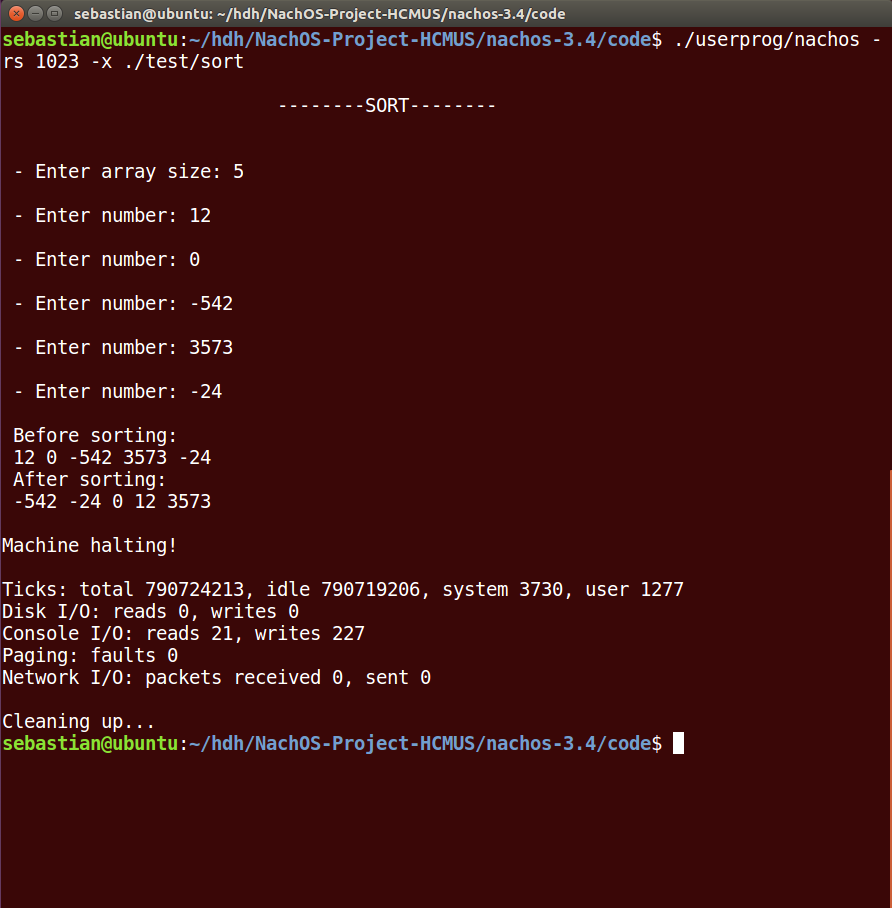 sebastian@ubuntu: ~/hdh/NachOS-Project-HCMUS/nachos-3.4/code
sebastian@ubuntu:~/hdh/NachOS-Project-HCMUS/nachos-3.4/code$ ./userprog/nachos -
rs 1023 -x ./test/sort
--------SORT--------
- Enter array size: 5
- Enter number: 12
- Enter number: 0
- Enter number: -542
- Enter number: 3573
- Enter number: -24
Before sorting:
12 0 -542 3573 -24
After sorting:
-542 -24 0 12 3573
Machine halting!
Ticks: total 790724213, idle 790719206, system 3730, user 1277
Disk I/O: reads 0, writes 0
Console I/O: reads 21, writes 227
Paging: faults 0
Network I/O: packets received 0, sent 0
Cleaning up...
sebastian@ubuntu:~/hdh/NachOS-Project-HCMUS/nachos-3.4/code$